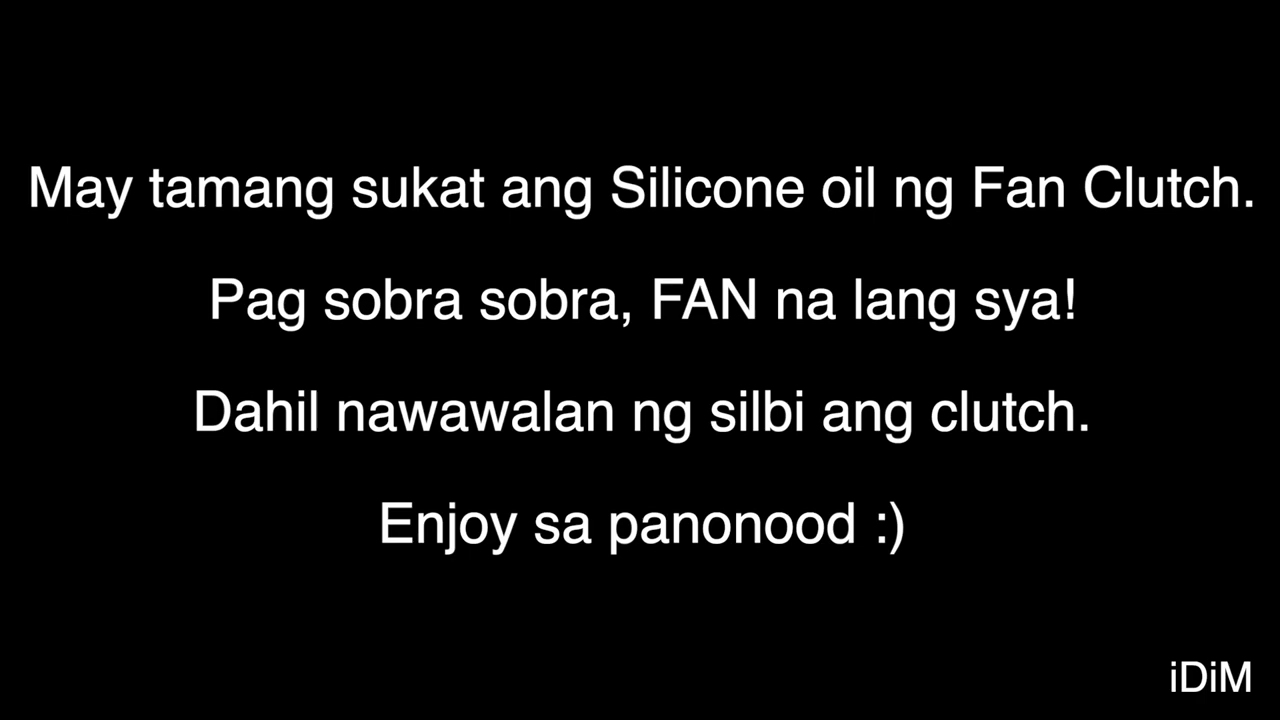 May tamang sukat ang Silicone oil ng Fan Clutch.
Pag sobra sobra, FAN na lang sya!
Dahil nawawalan ng silbi ang clutch.
Enjoy sa panonood :)
iDiM